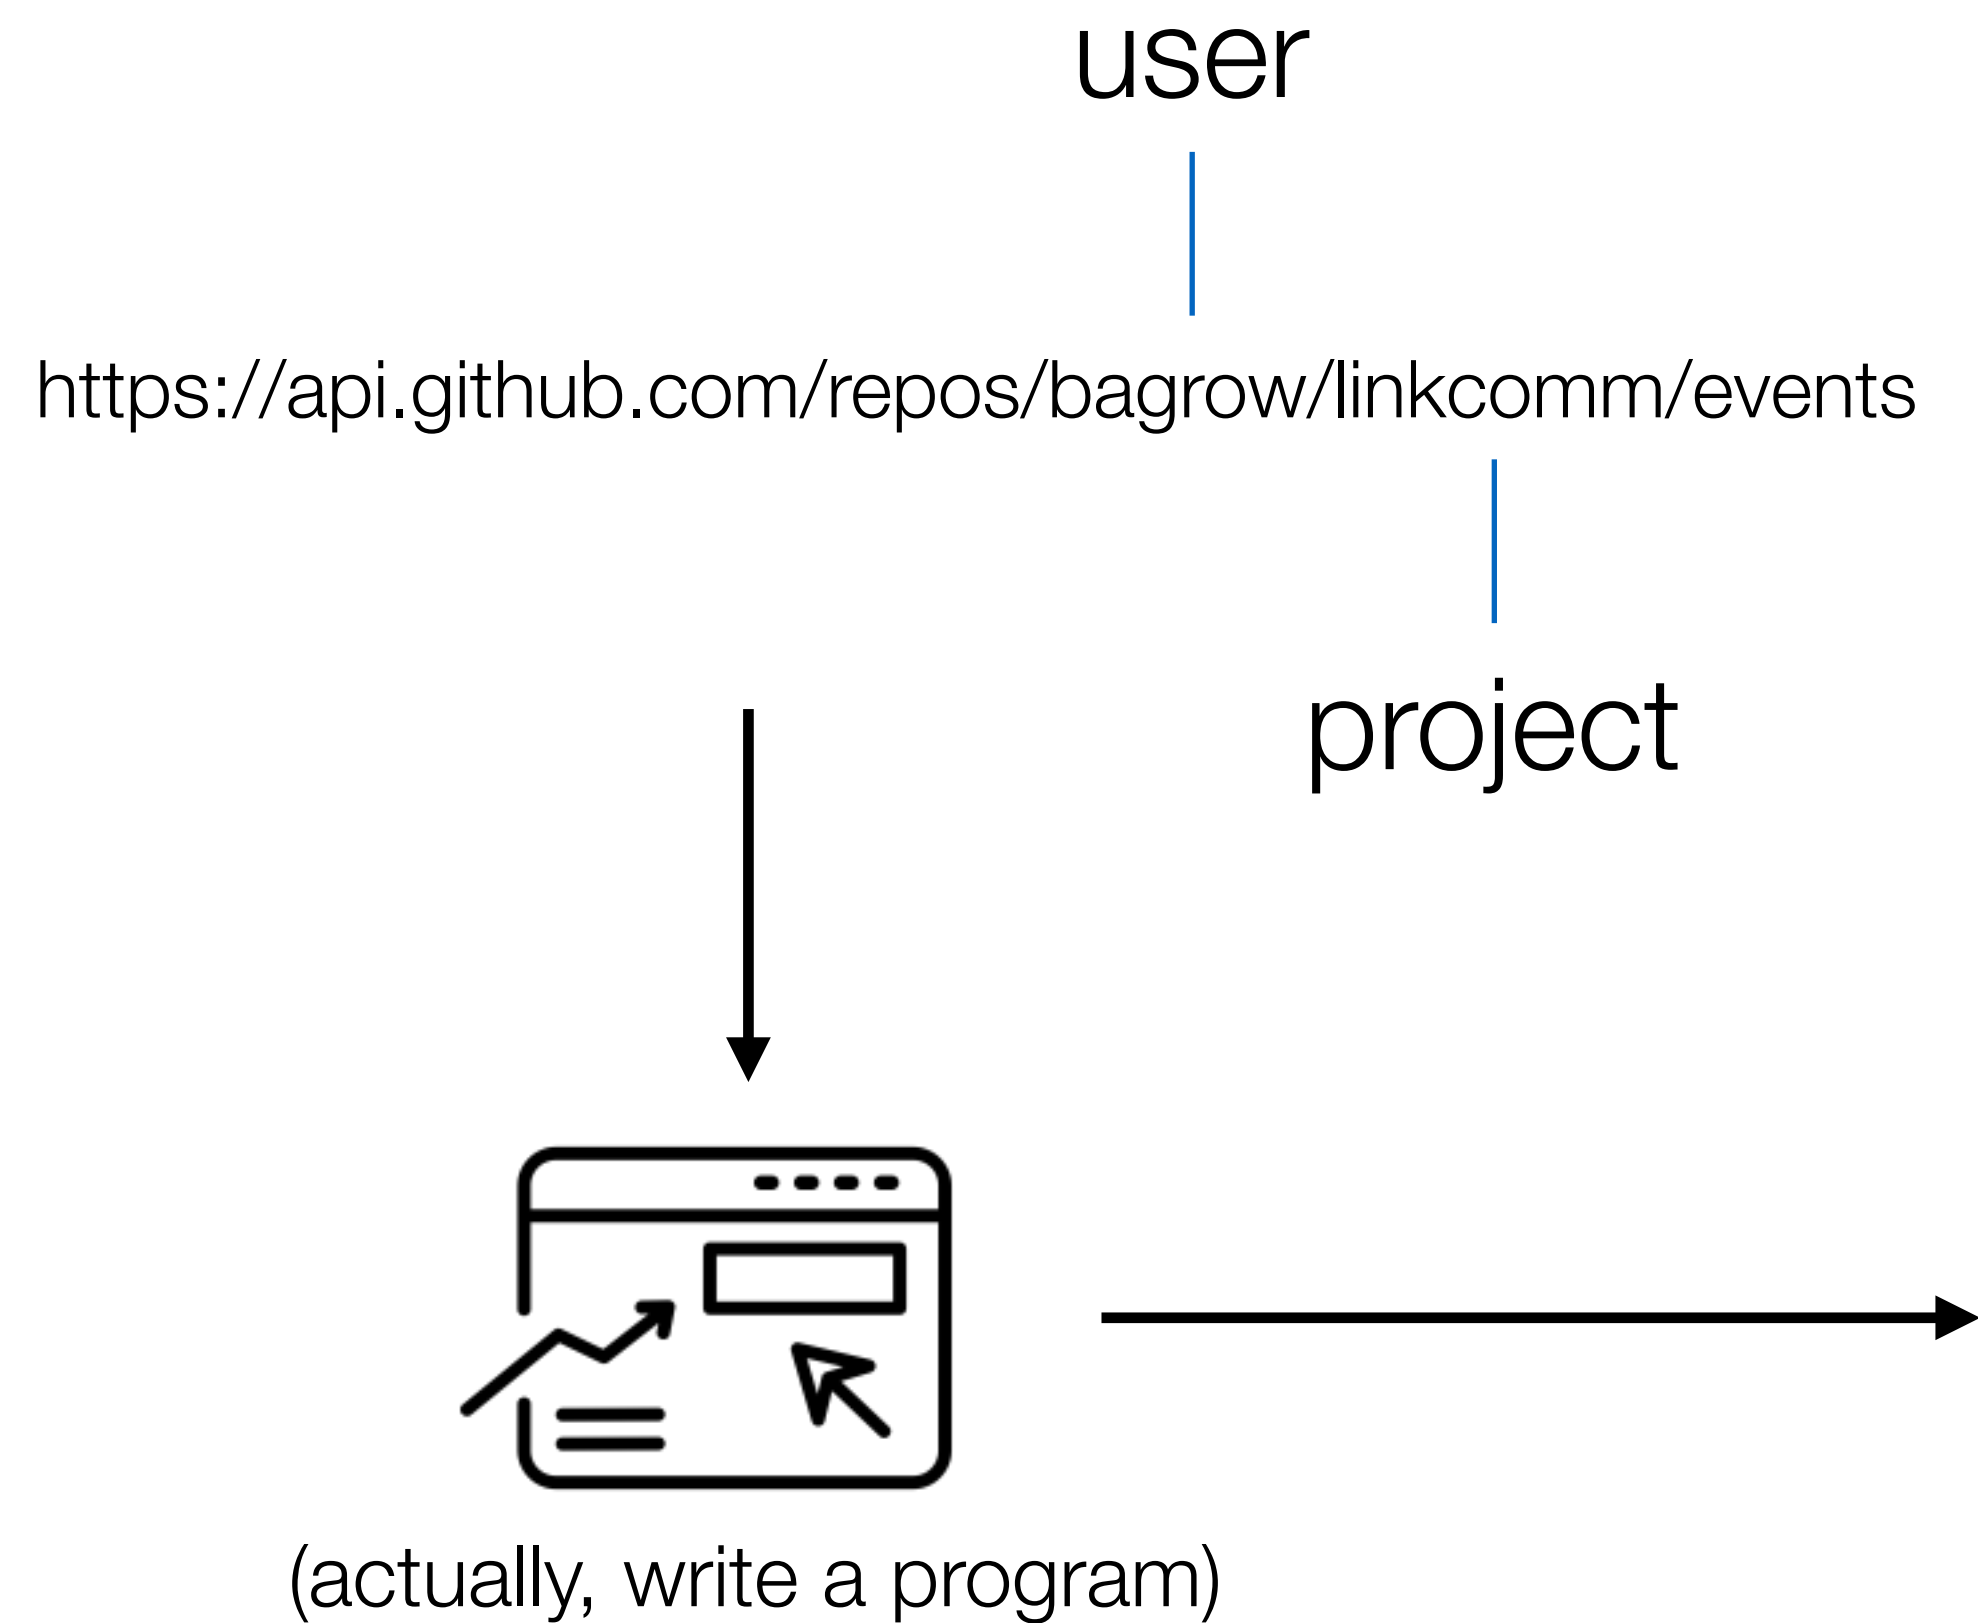 user
https://api.github.com/repos/bagrow/linkcomm/events
project
(actually, write a program)